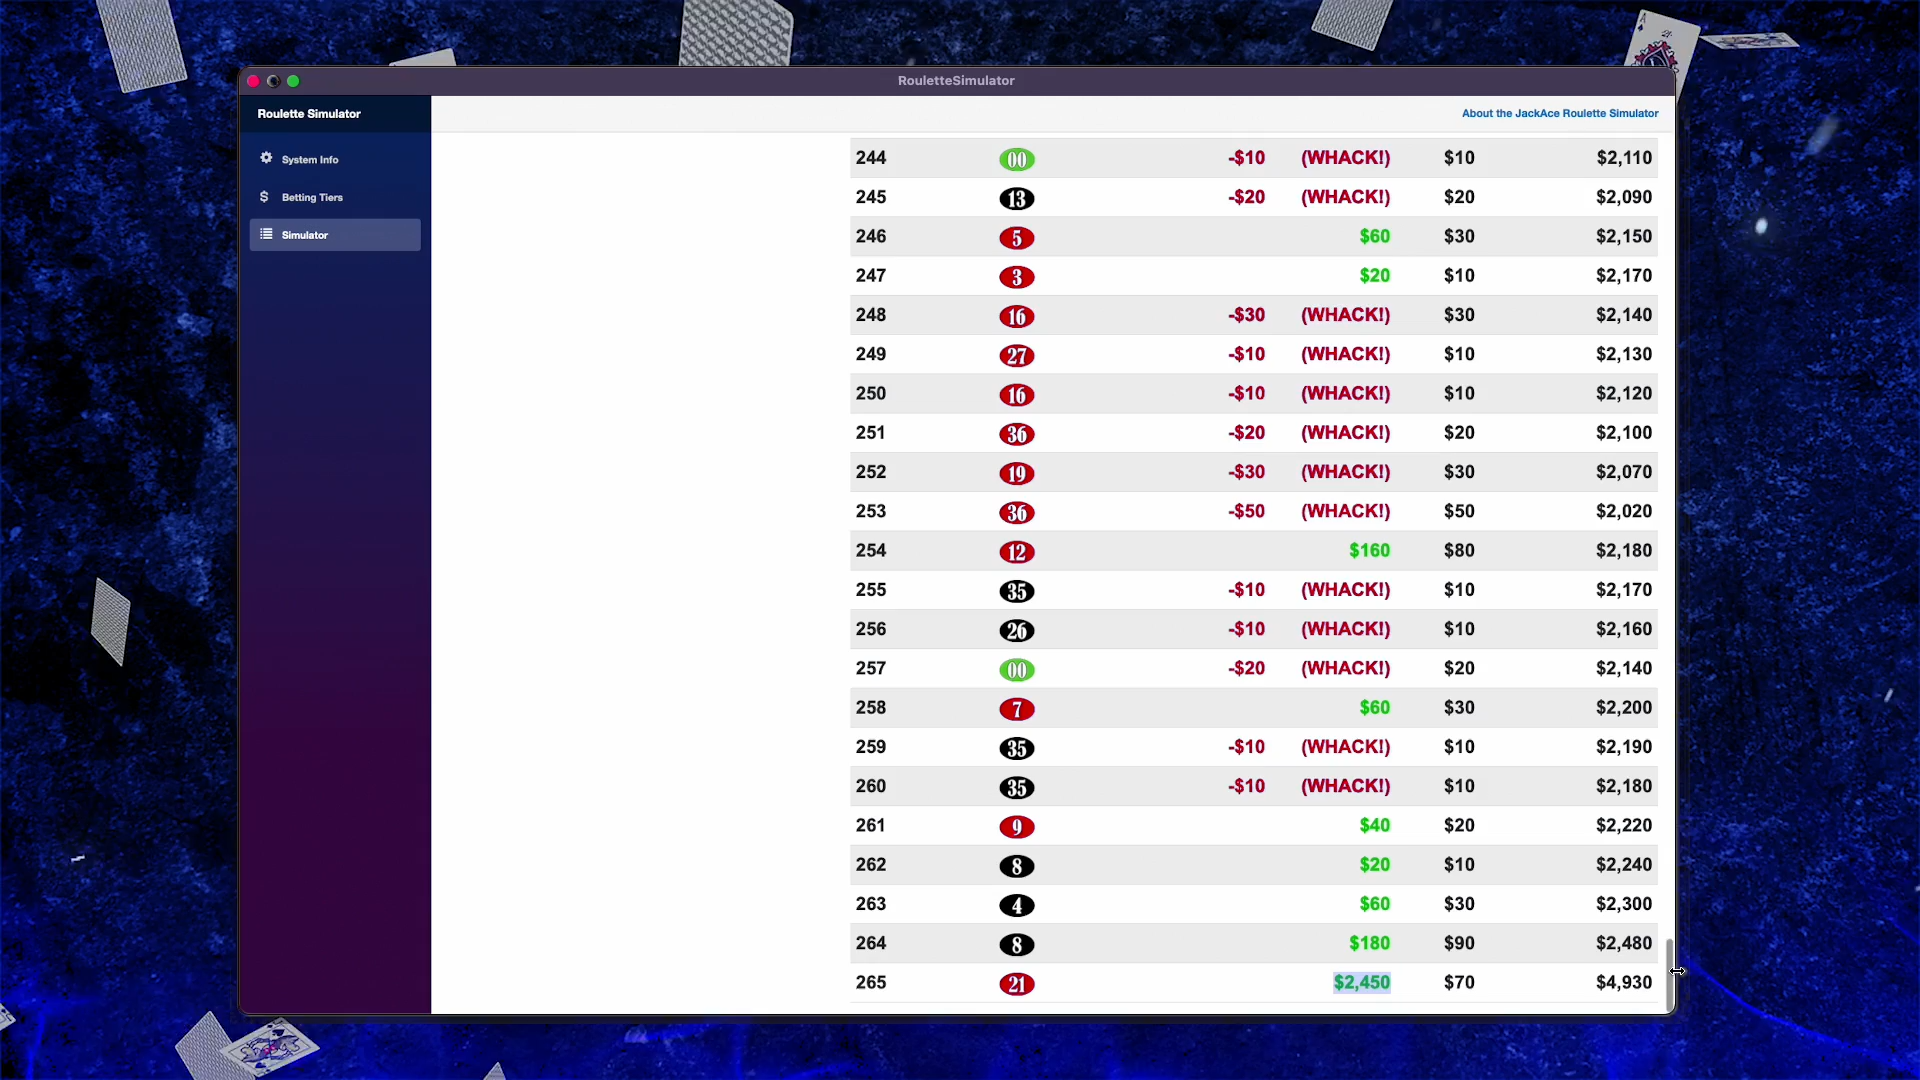 RouletteSimulator
Roulette Simulator
About the JackAce Roulette Simulator
System Info
$ Betting Tiers
Simulator
244 00 -$10 (WHACK!) $10 $2,110
245 13 -$20 (WHACK!) $20 $2,090
246 5 $60 $30 $2,150
247 3 $20 $10 $2,170
248 16 -$30 (WHACK!) $30 $2,140
249 27 -$10 (WHACK!) $10 $2,130
250 16 -$10 (WHACK!) $10 $2,120
251 36 -$20 (WHACK!) $20 $2,100
252 19 -$30 (WHACK!) $30 $2,070
253 36 -$50 (WHACK!) $50 $2,020
254 12 $160 $80 $2,180
255 35 -$10 (WHACK!) $10 $2,170
256 26 -$10 (WHACK!) $10 $2,160
257 00 -$20 (WHACK!) $20 $2,140
258 7 $60 $30 $2,200
259 35 -$10 (WHACK!) $10 $2,190
260 35 -$10 (WHACK!) $10 $2,180
261 9 $40 $20 $2,220
262 8 $20 $10 $2,240
263 4 $60 $30 $2,300
264 8 $180 $90 $2,480
265 21 $2,450 $70 $4,930